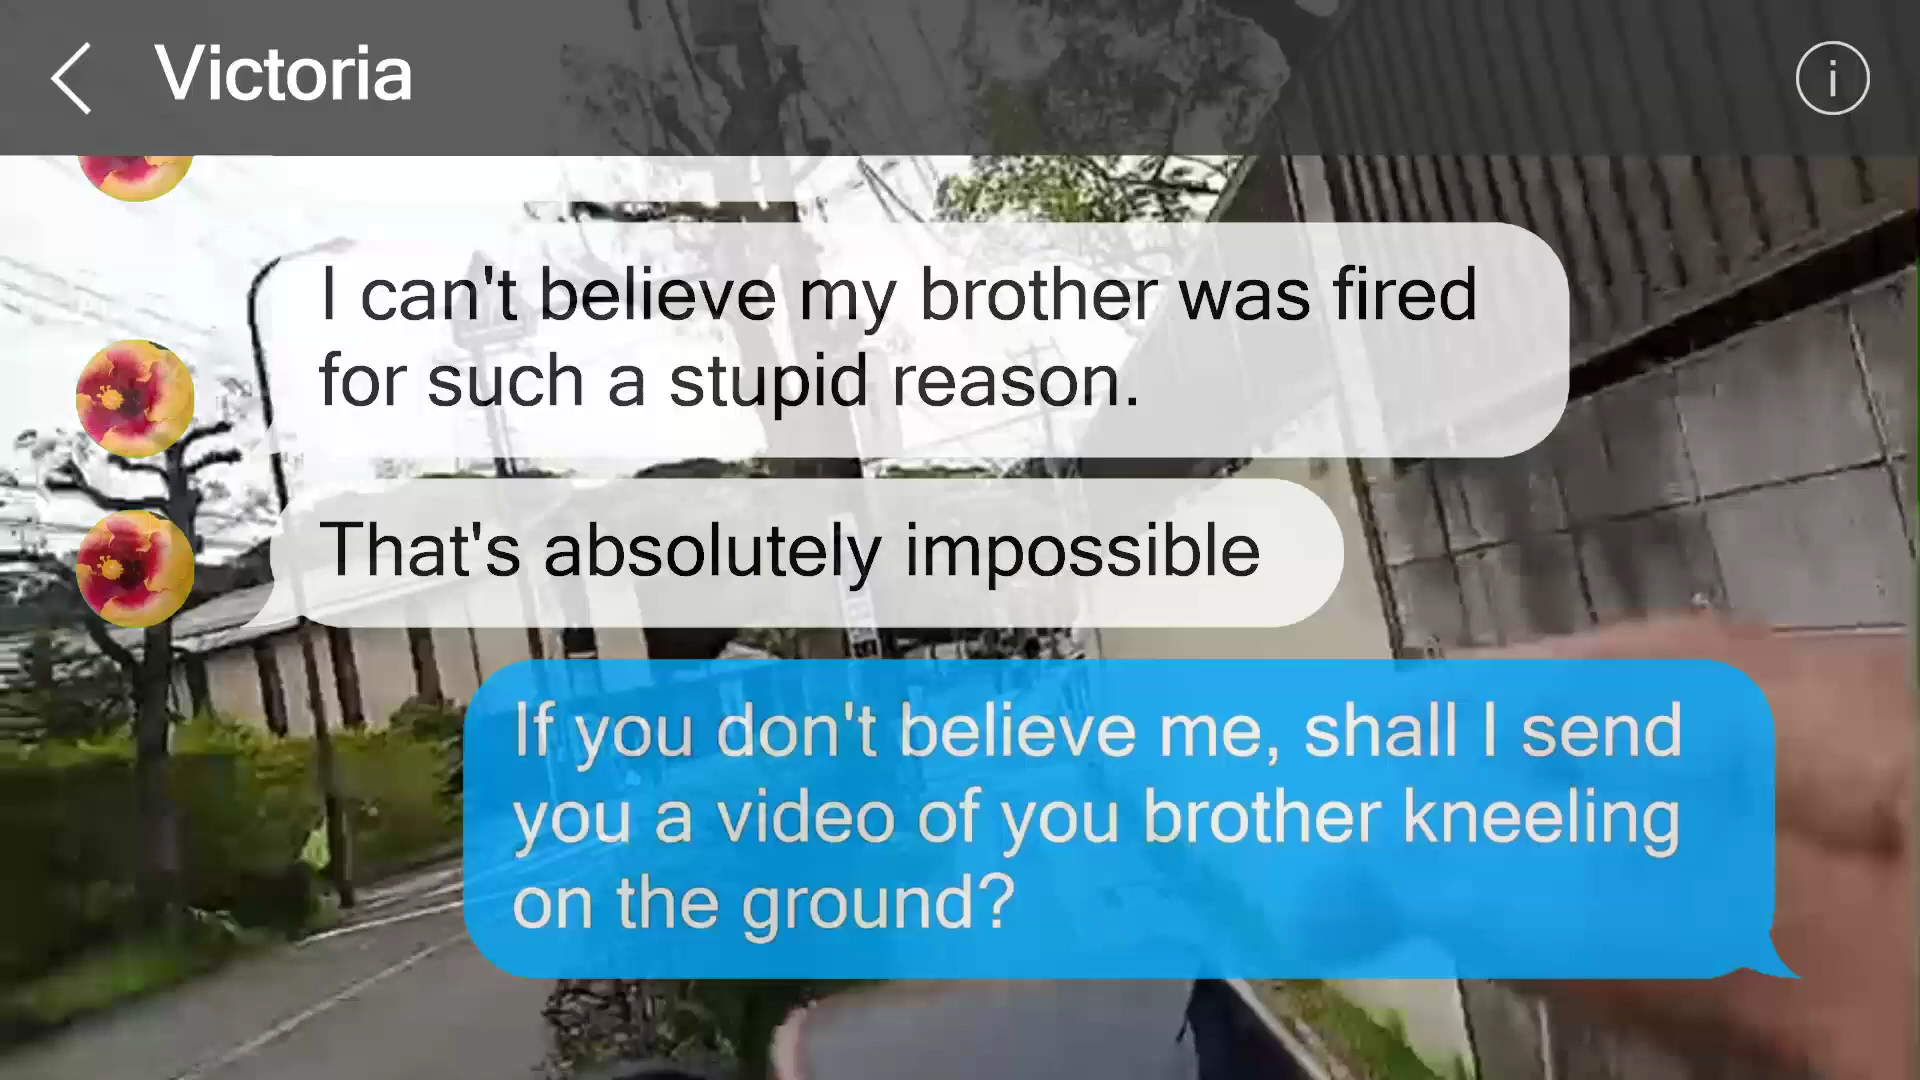 Victoria
I can't believe my brother was fired
for such a stupid reason.
That's absolutely impossible
If you don't believe me, shall I send
you a video of you brother kneeling
on the ground?